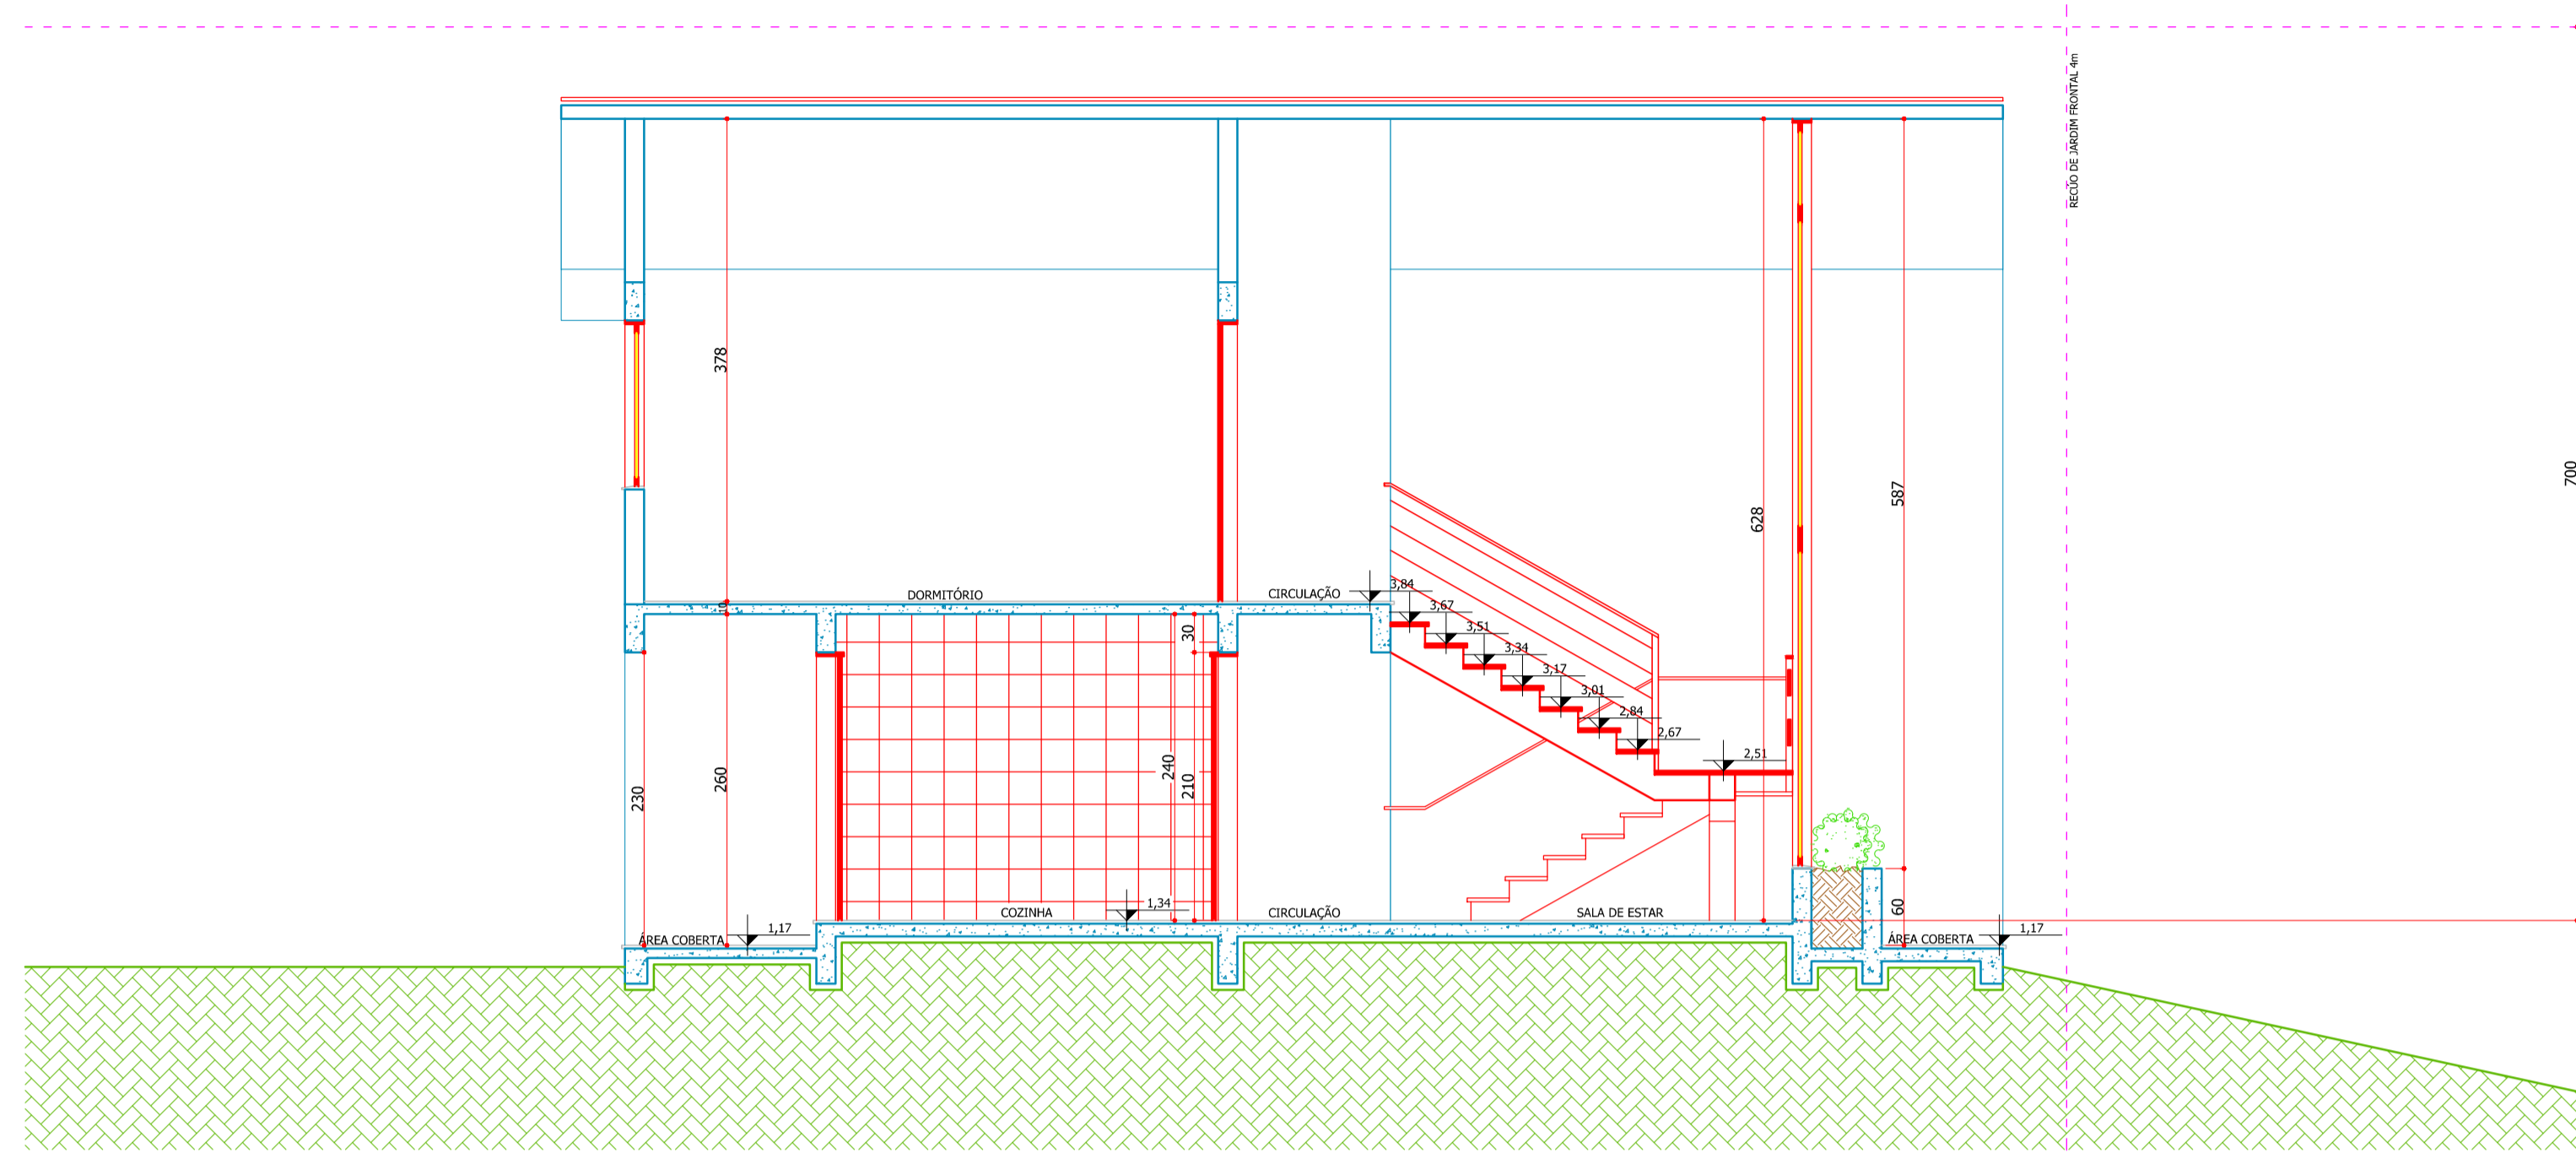 RECÚO DE JARDIM FRONTAL 4m
378
700
587
628
DORMITÓRIO
CIRCULAÇÃO
3,84
3,67
3,51
3,34
3,17
3,01
2,84
2,67
2,51
10
30
230
260
240
210
COZINHA
1,34
CIRCULAÇÃO
SALA DE ESTAR
60
ÁREA COBERTA
1,17
ÁREA COBERTA
1,17